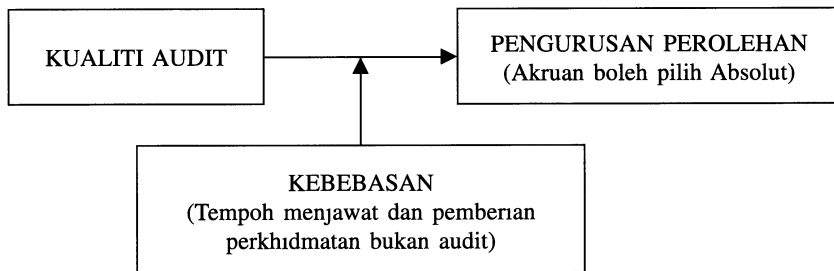 KUALITI AUDIT
PENGURUSAN PEROLEHAN
(Akruan boleh pilih Absolut)
KEBEBASAN
(Tempoh menjawat dan pemberian
perkhidmatan bukan audit)